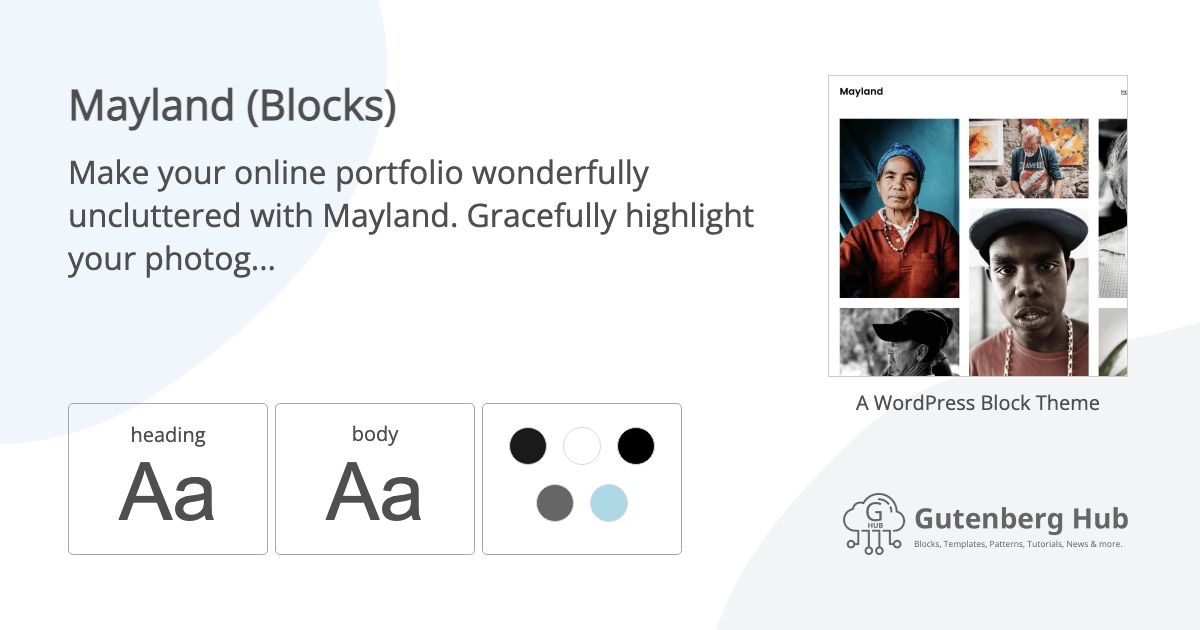 Mayland (Blocks)
Make your online portfolio wonderfully
uncluttered with Mayland. Gracefully highlight
your photog...
Mayland
A WordPress Block Theme
heading
Aa
body
Aa
G
HUB
Gutenberg Hub
Blocks, Templates, Patterns, Tutorials, News & more.